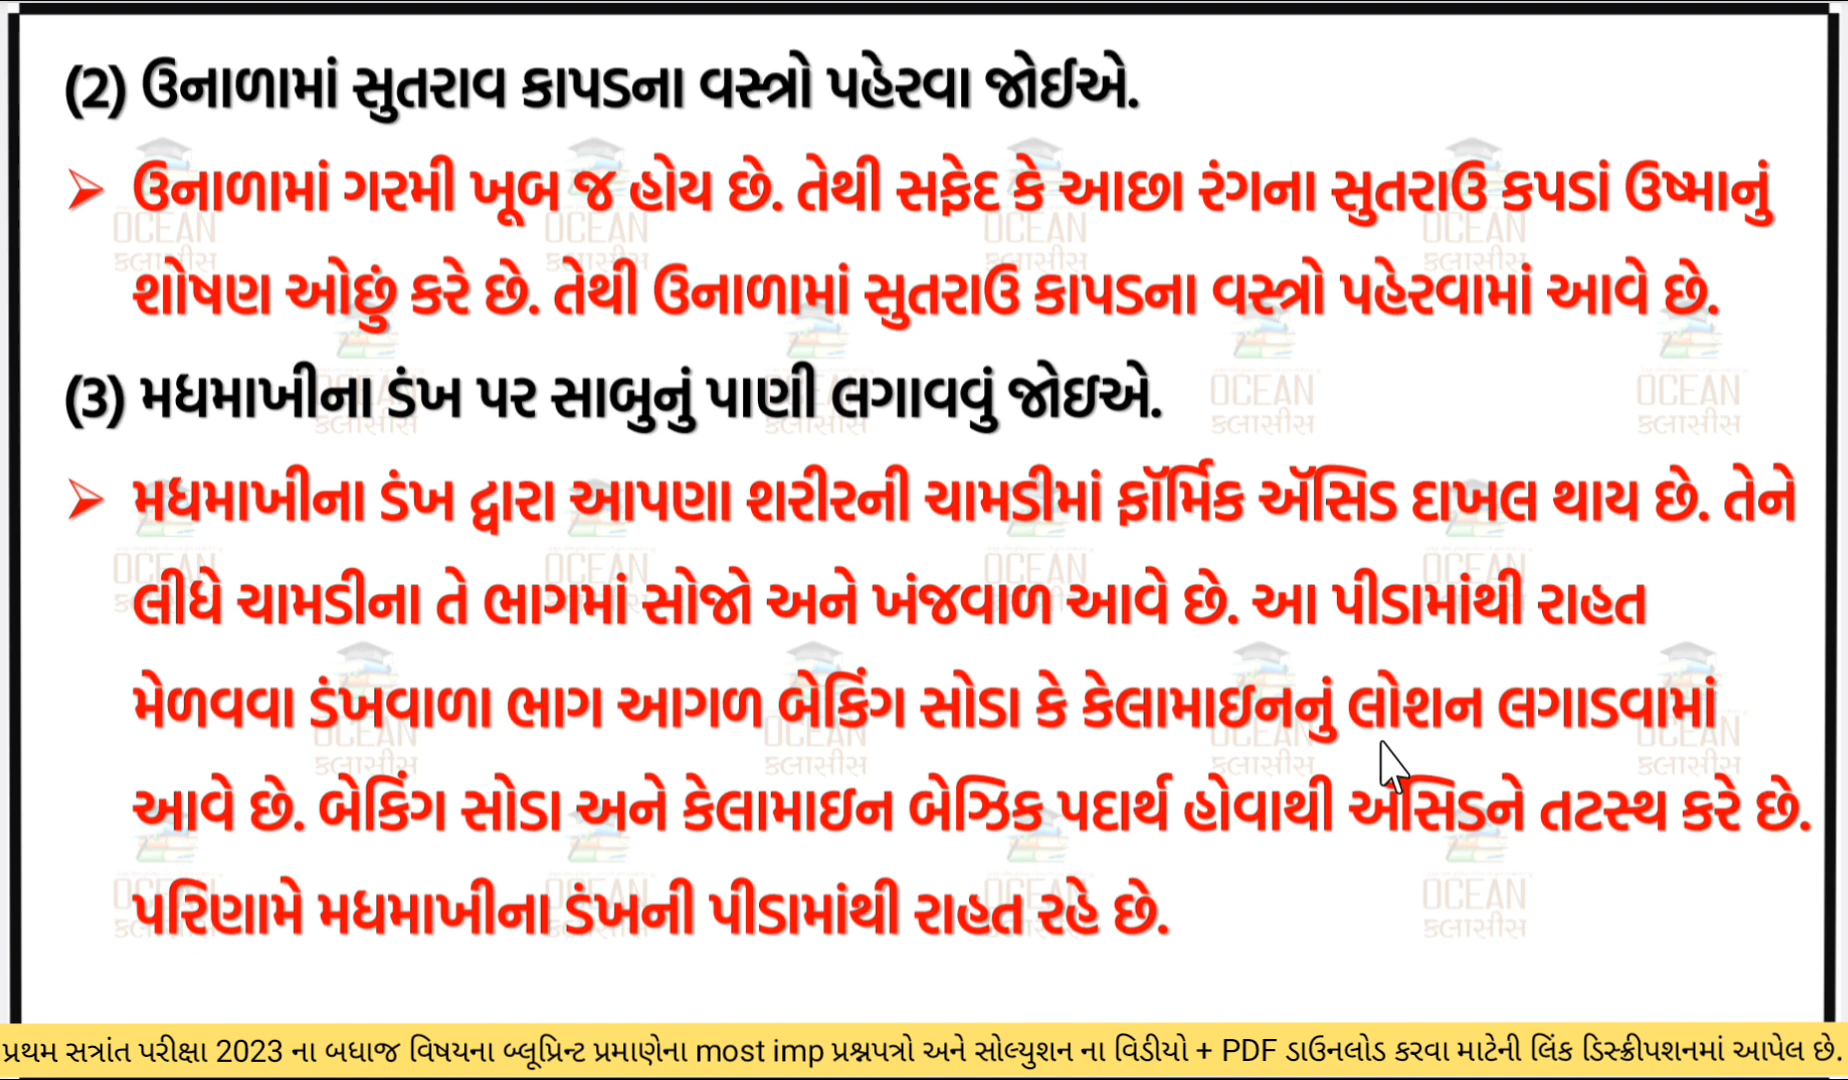 (2) ઉનાળામાં સુતરાવ કાપડના વસ્ત્રો પહેરવા જોઈએ.
➢ ઉનાળામાં ગરમી ખૂબ જ હોય છે. તેથી સફેદ કે આછા રંગના સુતરાઉ કપડાં ઉષ્માનું
શોષણ ઓછું કરે છે. તેથી ઉનાળામાં સુતરાઉ કાપડના વસ્ત્રો પહેરવામાં આવે છે.
(3) મધમાખીના ડંખ પર સાબુનું પાણી લગાવવું જોઇએ.
➢ મધમાખીના ડંખ દ્વારા આપણા શરીરની ચામડીમાં ફૉર્મિક ઍસિડ દાખલ થાય છે. તેને
લીધે ચામડીના તે ભાગમાં સોજો અને ખંજવાળ આવે છે. આ પીડામાંથી રાહત
મેળવવા ડંખવાળા ભાગ આગળ બેકિંગ સોડા કે કેલામાઈનનું લોશન લગાડવામાં
આવે છે. બેકિંગ સોડા અને કેલામાઇન બેઝિક પદાર્થ હોવાથી ઍસિડને તટસ્થ કરે છે.
પરિણામે મધમાખીના ડંખની પીડામાંથી રાહત રહે છે.
OCEAN
ક્લાસીસ
પ્રથમ સત્રાંત પરીક્ષા 2023 ના બધાજ વિષયના બ્લૂપ્રિન્ટ પ્રમાણેના most imp પ્રશ્નપત્રો અને સોલ્યુશન ના વિડીયો + PDF ડાઉનલોડ કરવા માટેની લિંક ડિસ્ક્રીપશનમાં આપેલ છે.